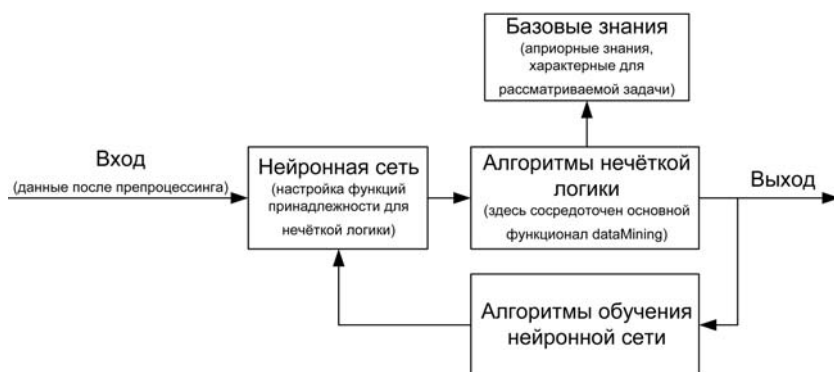 Базовые знания
(априорные знания,
характерные для
рассматриваемой задачи)
Вход
(данные после препроцессинга)
Нейронная сеть
(настройка функций
принадлежности для
нечёткой логики)
Алгоритмы нечёткой
логики
(здесь сосредоточен основной
функционал dataMining)
Выход
Алгоритмы обучения
нейронной сети